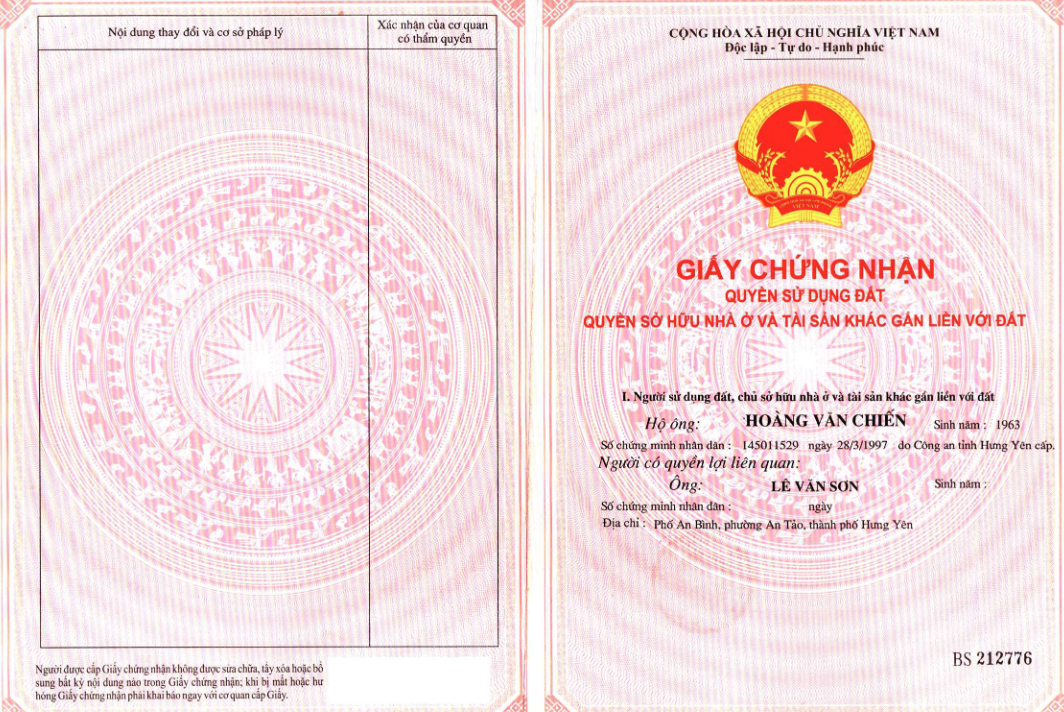 Nội dung thay đổi và cơ sở pháp lý
Xác nhận của cơ quan
có thẩm quyền
Người được cấp Giấy chứng nhận không được sửa chữa, tẩy xóa hoặc bổ
sung bất kỳ nội dung nào trong Giấy chứng nhận; khi bị mất hoặc hư
hỏng Giấy chứng nhận phải khai báo ngay với cơ quan cấp Giấy.
CỘNG HÒA XÃ HỘI CHỦ NGHĨA VIỆT NAM
Độc lập - Tự do - Hạnh phúc
VIỆT NAM
GIẤY CHỨNG NHẬN
QUYỀN SỬ DỤNG ĐẤT
QUYỀN SỞ HỮU NHÀ Ở VÀ TÀI SẢN KHÁC GẮN LIỀN VỚI ĐẤT
I. Người sử dụng đất, chủ sở hữu nhà ở và tài sản khác gắn liền với đất
Hộ ông: HOÀNG VĂN CHIẾN Sinh năm : 1963
Số chứng minh nhân dân : 145011529 ngày 28/3/1997 do Công an tỉnh Hưng Yên cấp.
Người có quyền lợi liên quan:
Ông: LÊ VĂN SƠN Sinh năm :
Số chứng minh nhân dân : ngày
Địa chỉ : Phố An Bình, phường An Tảo, thành phố Hưng Yên
BS 212776